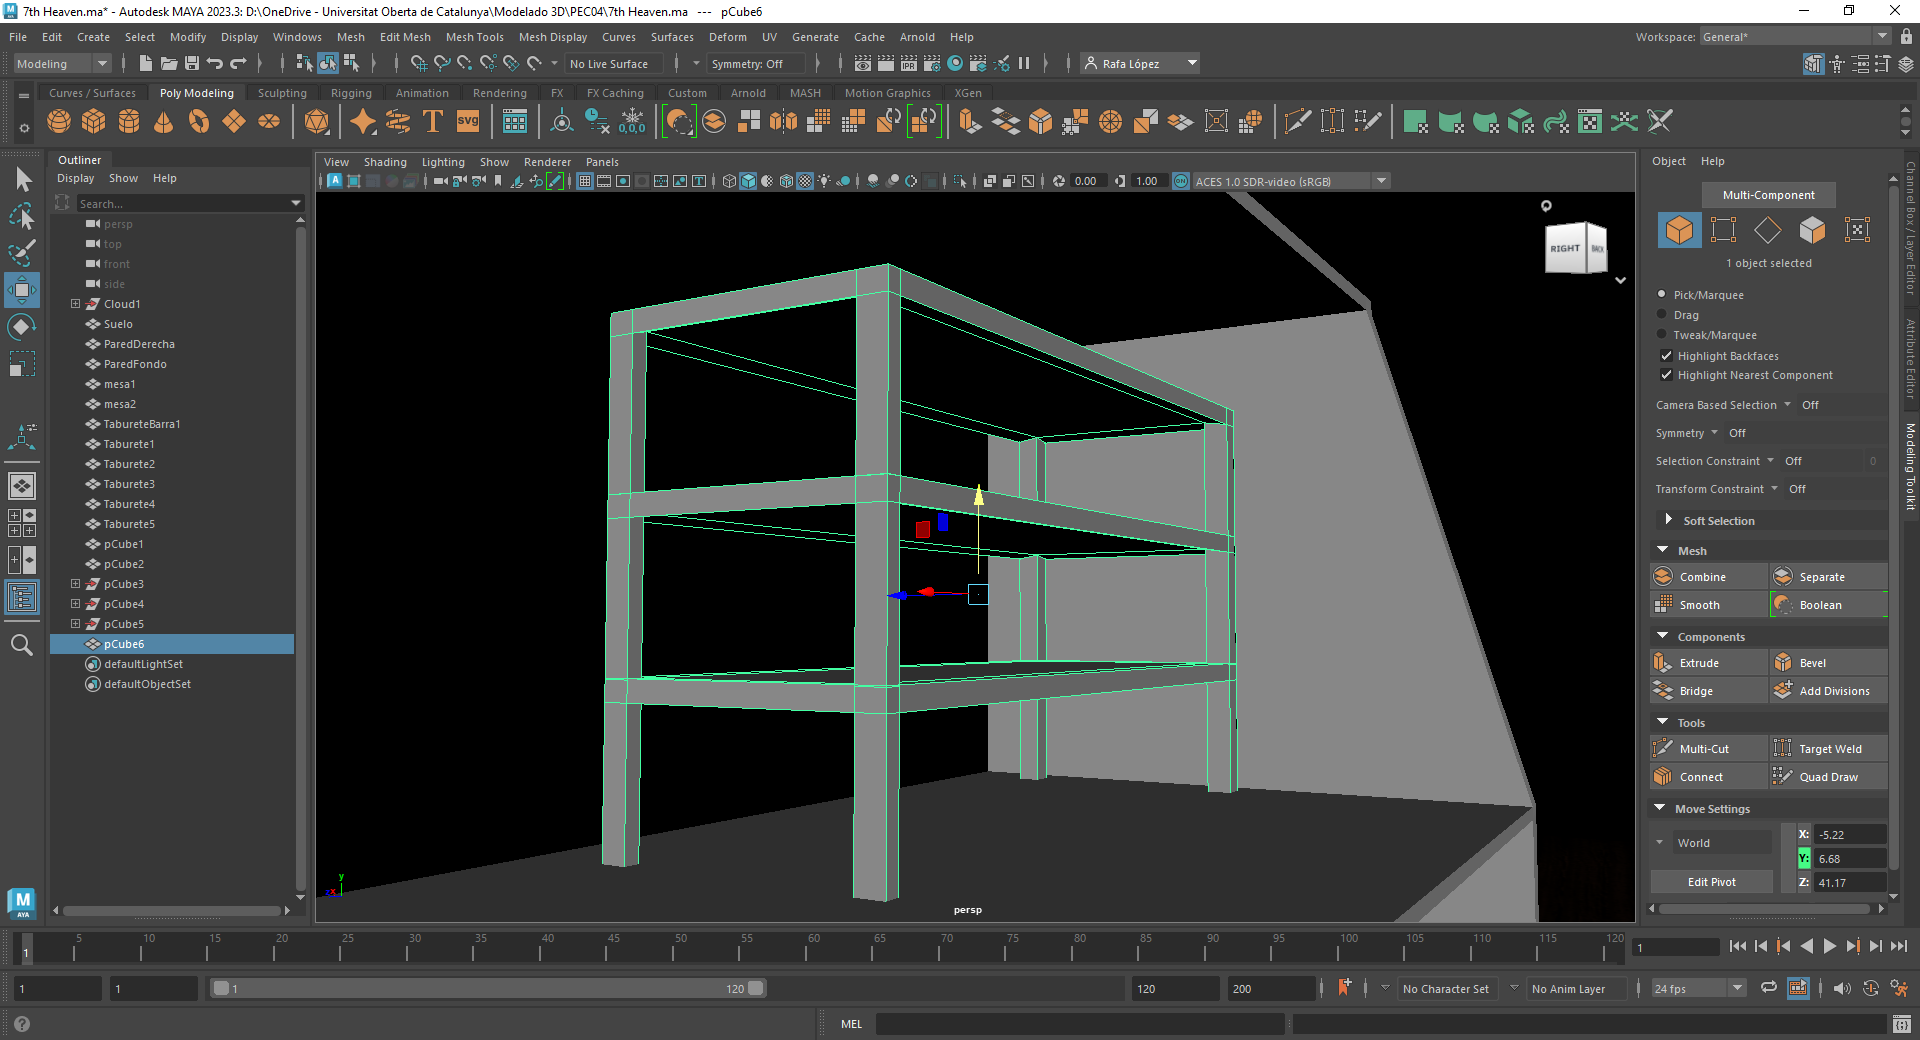 7th Heaven.ma* - Autodesk MAYA 2023.3: D:\OneDrive - Universitat Oberta de Catalunya\Modelado 3D\PEC04\7th Heaven.ma --- pCube6
File Edit Create Select Modify Display Windows Mesh Edit Mesh Mesh Tools Mesh Display Curves Surfaces Deform UV Generate Cache Arnold Help
Workspace: General*
Modeling
No Live Surface
Symmetry: Off
IPR
Rafa López
Curves / Surfaces Poly Modeling Sculpting Rigging Animation Rendering FX FX Caching Custom Arnold MASH Motion Graphics XGen
T svg 0,0,0
Outliner
Display Show Help
Search...
persp
top
front
side
Cloud1
Suelo
ParedDerecha
ParedFondo
mesa1
mesa2
TabureteBarra1
Taburete1
Taburete2
Taburete3
Taburete4
Taburete5
pCube1
pCube2
pCube3
pCube4
pCube5
pCube6
defaultLightSet
defaultObjectSet
M
AYA
View Shading Lighting Show Renderer Panels
0.00 1.00 ON ACES 1.0 SDR-video (sRGB)
RIGHT BACK
y
x
persp
Object Help
Multi-Component
1 object selected
Pick/Marquee
Drag
Tweak/Marquee
Highlight Backfaces
Highlight Nearest Component
Camera Based Selection Off
Symmetry Off
Selection Constraint Off 0
Transform Constraint Off
Soft Selection
Mesh
Combine Separate
Smooth Boolean
Components
Extrude Bevel
Bridge Add Divisions
Tools
Multi-Cut Target Weld
Connect Quad Draw
Move Settings
World
X: -5.22
Y: 6.68
Edit Pivot
Z: 41.17
Channel Box / Layer Editor
Attribute Editor
Modeling Toolkit
1 5 10 15 20 25 30 35 40 45 50 55 60 65 70 75 80 85 90 95 100 105 110 115 120
1
1 1 1 120 120 200 No Character Set No Anim Layer 24 fps
MEL